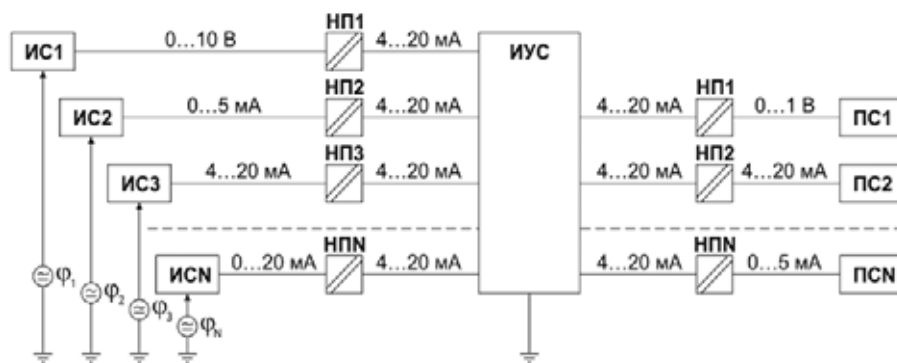 НП1
ИС1 0...10 В 4...20 мА ИУС
НП2 НП1
ИС2 0...5 мА 4...20 мА 4...20 мА 0...1 В ПС1
НП3 НП2
ИС3 4...20 мА 4...20 мА 4...20 мА 4...20 мА ПС2
НПN НПN
ИСN 0...20 мА 4...20 мА 4...20 мА 0...5 мА ПСN
φ1
φ2
φ3
φN